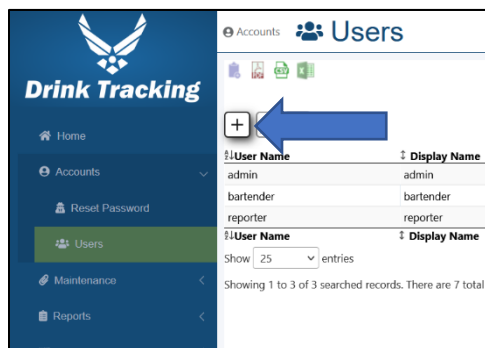 Accounts Users
Drink Tracking
Home
Accounts
Reset Password
Users
Maintenance
Reports
CSV
+
User Name Display Name
admin admin
bartender bartender
reporter reporter
User Name Display Name
Show 25 entries
Showing 1 to 3 of 3 searched records. There are 7 total